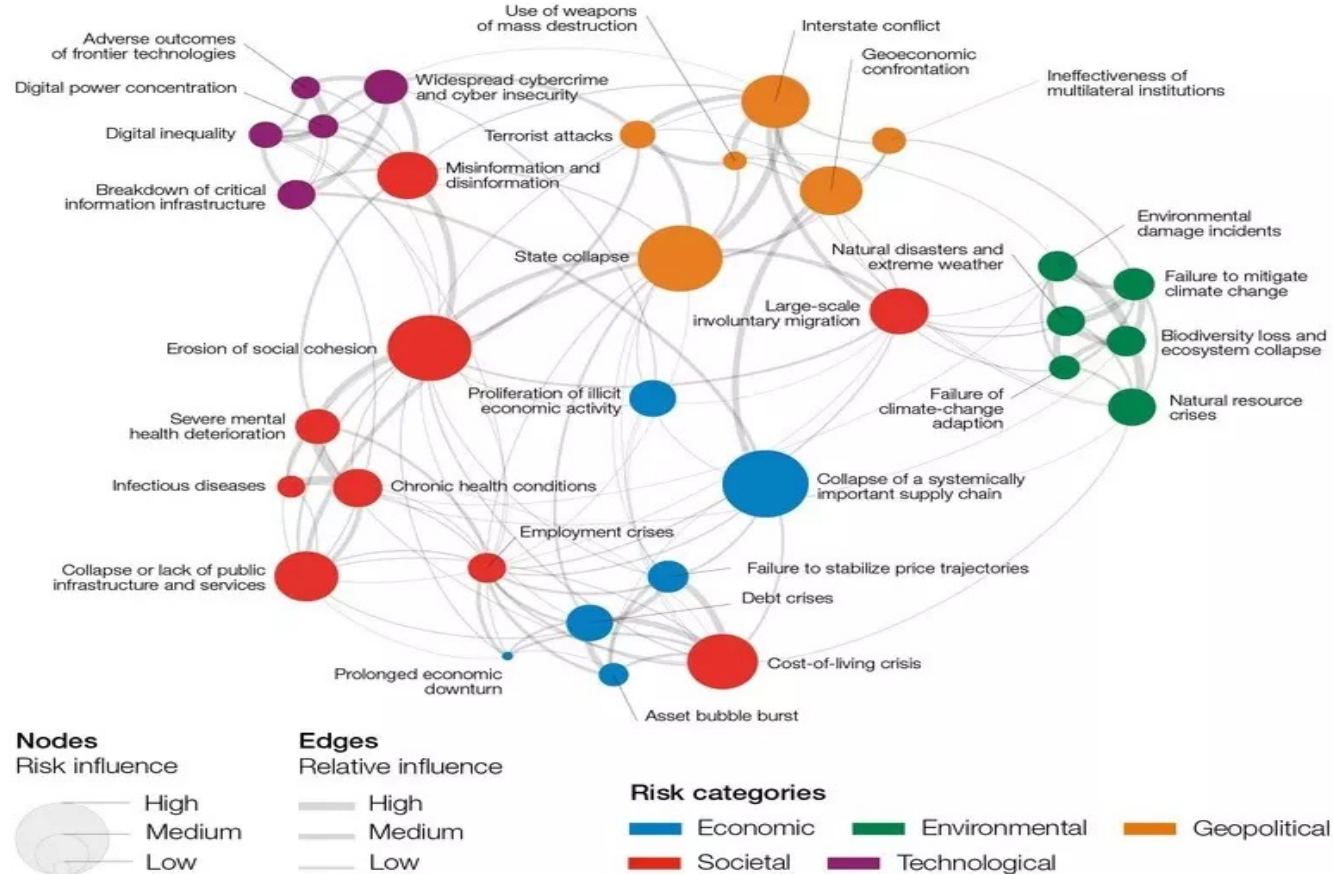 Use of weapons
of mass destruction
Interstate conflict
Adverse outcomes
of frontier technologies
Geoeconomic
confrontation
Ineffectiveness of
multilateral institutions
Digital power concentration
Widespread cybercrime
and cyber insecurity
Digital inequality
Terrorist attacks
Misinformation and
disinformation
Breakdown of critical
information infrastructure
Environmental
damage incidents
State collapse
Natural disasters and
extreme weather
Failure to mitigate
climate change
Large-scale
involuntary migration
Biodiversity loss and
ecosystem collapse
Erosion of social cohesion
Proliferation of illicit
economic activity
Failure of
climate-change
adaption
Natural resource
crises
Severe mental
health deterioration
Infectious diseases
Chronic health conditions
Collapse of a systemically
important supply chain
Employment crises
Collapse or lack of public
infrastructure and services
Failure to stabilize price trajectories
Debt crises
Prolonged economic
downturn
Cost-of-living crisis
Asset bubble burst
Nodes
Risk influence
High
Medium
Low
Edges
Relative influence
High
Medium
Low
Risk categories
Economic
Environmental
Geopolitical
Societal
Technological